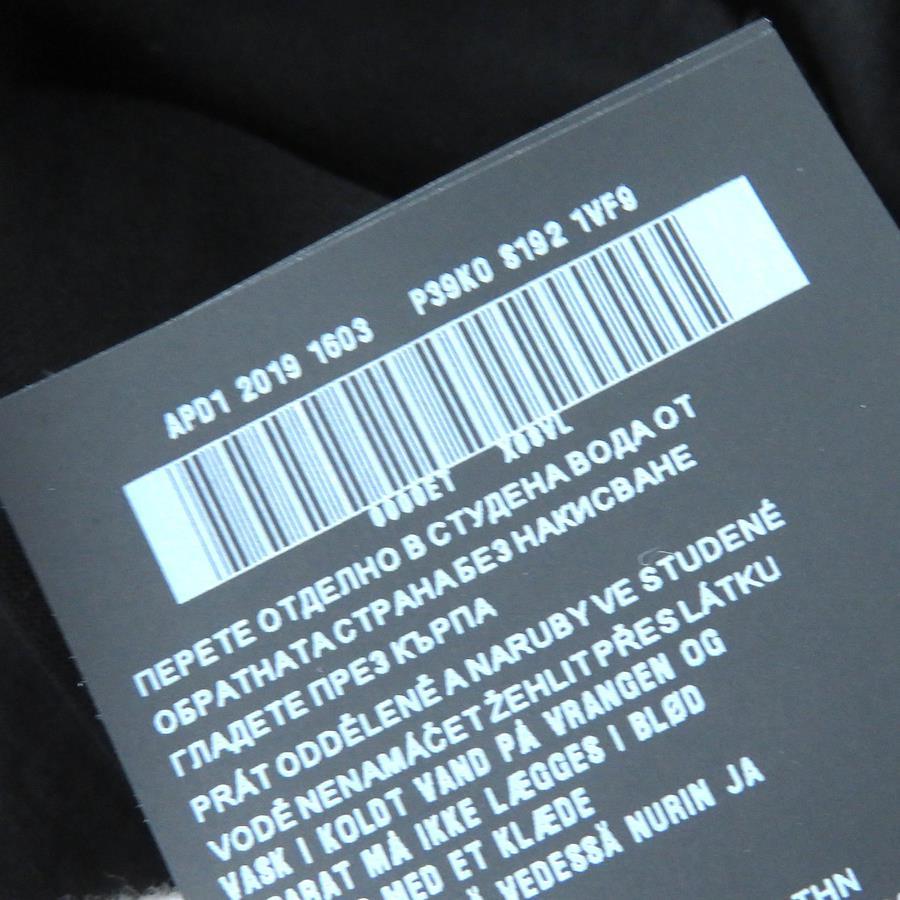 APD1 2019 1603 P39K0 S192 1VF9
ПЕРЕТЕ ОТДЕЛНО В СТУДЕНА ВОДА ОТ
ОБРАТНАТА СТРАНА БЕЗ НАКИСВАНЕ
ГЛАДЕТЕ ПРЕЗ КЪРПА
PRÁT ODDĚLENĚ A NARUBY VE STUDENÉ
VODĚ NENAMÁČET ŽEHLIT PŘES LÁTKU
VASK I KOLDT VAND PÅ VRANGEN OG
MÅ IKKE LÆGGES I BLØD
MED ET KLÆDE
VEDESSÄ NURIN JA